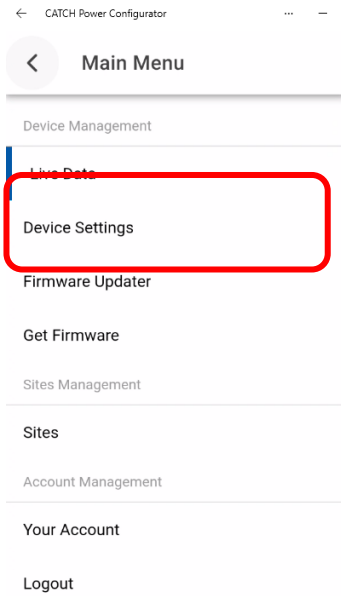 CATCH Power Configurator
Main Menu
Device Management
Live Data
Device Settings
Firmware Updater
Get Firmware
Sites Management
Sites
Account Management
Your Account
Logout